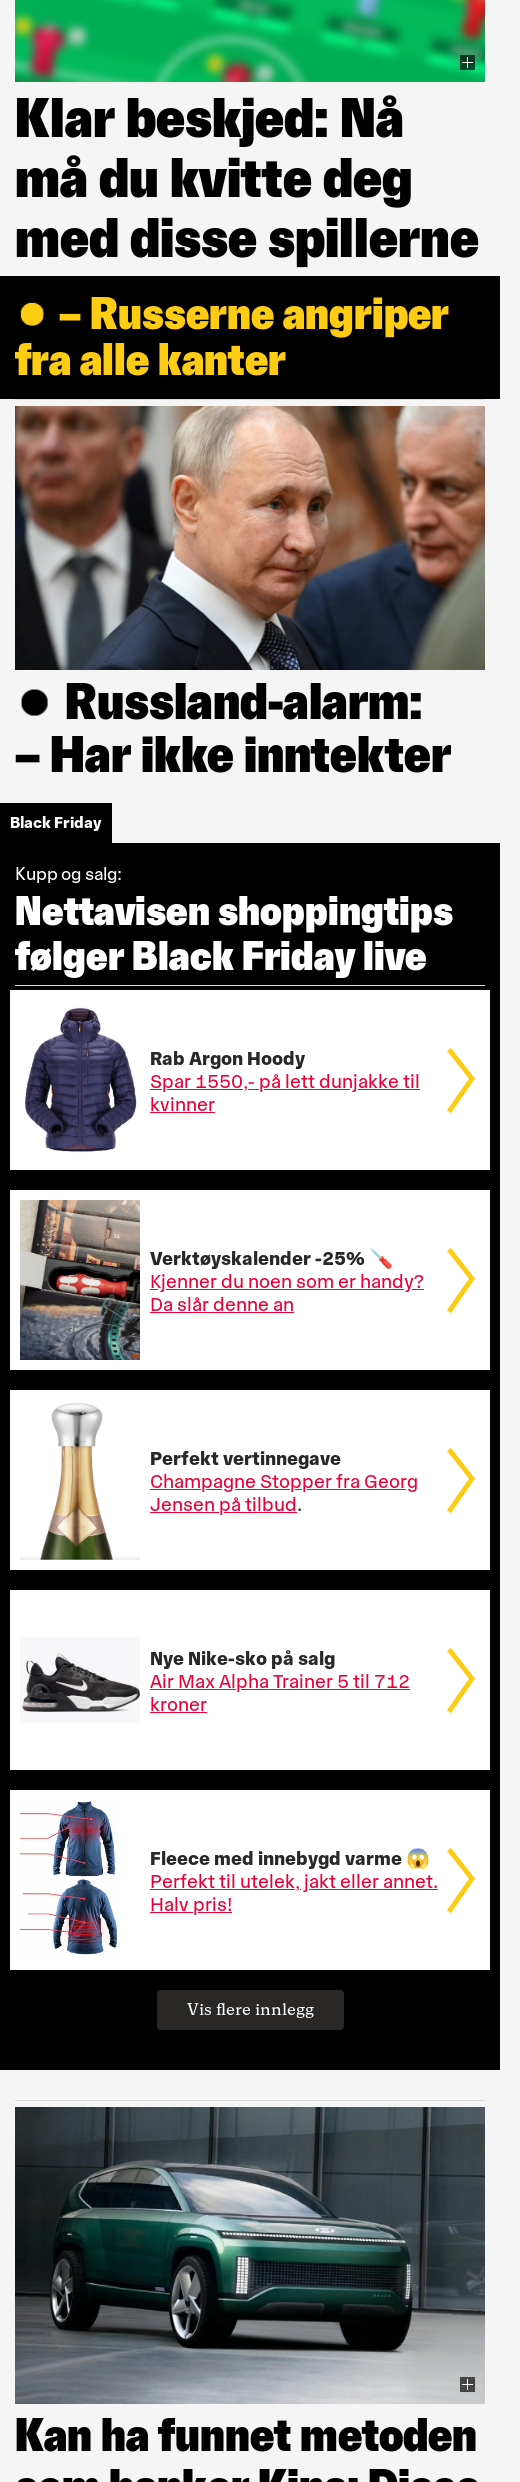 Klar beskjed: Nå
må du kvitte deg
med disse spillerne
● – Russerne angriper
fra alle kanter
● Russland-alarm:
– Har ikke inntekter
Black Friday
Kupp og salg:
Nettavisen shoppingtips
følger Black Friday live
Rab Argon Hoody
Spar 1550,- på lett dunjakke til
kvinner
Verktøyskalender -25% 🪛
Kjenner du noen som er handy?
Da slår denne an
Perfekt vertinnegave
Champagne Stopper fra Georg
Jensen på tilbud.
Nye Nike-sko på salg
Air Max Alpha Trainer 5 til 712
kroner
Fleece med innebygd varme 😱
Perfekt til utelek, jakt eller annet.
Halv pris!
Vis flere innlegg
Kan ha funnet metoden
som banker Kina: Disse